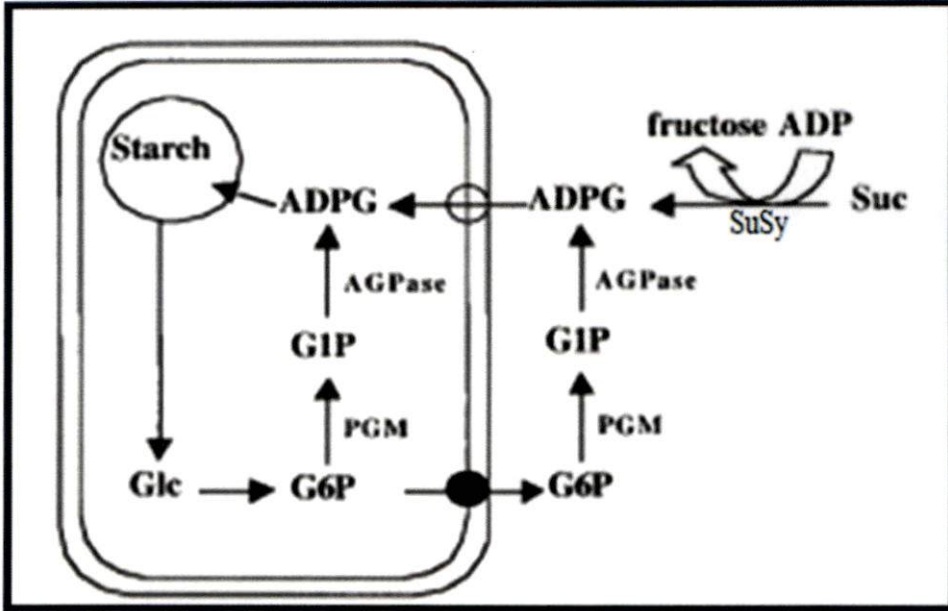 fructose ADP
Starch
ADPG
ADPG
Suc
SuSy
AGPase
AGPase
G1P
G1P
PGM
PGM
Glc
G6P
G6P